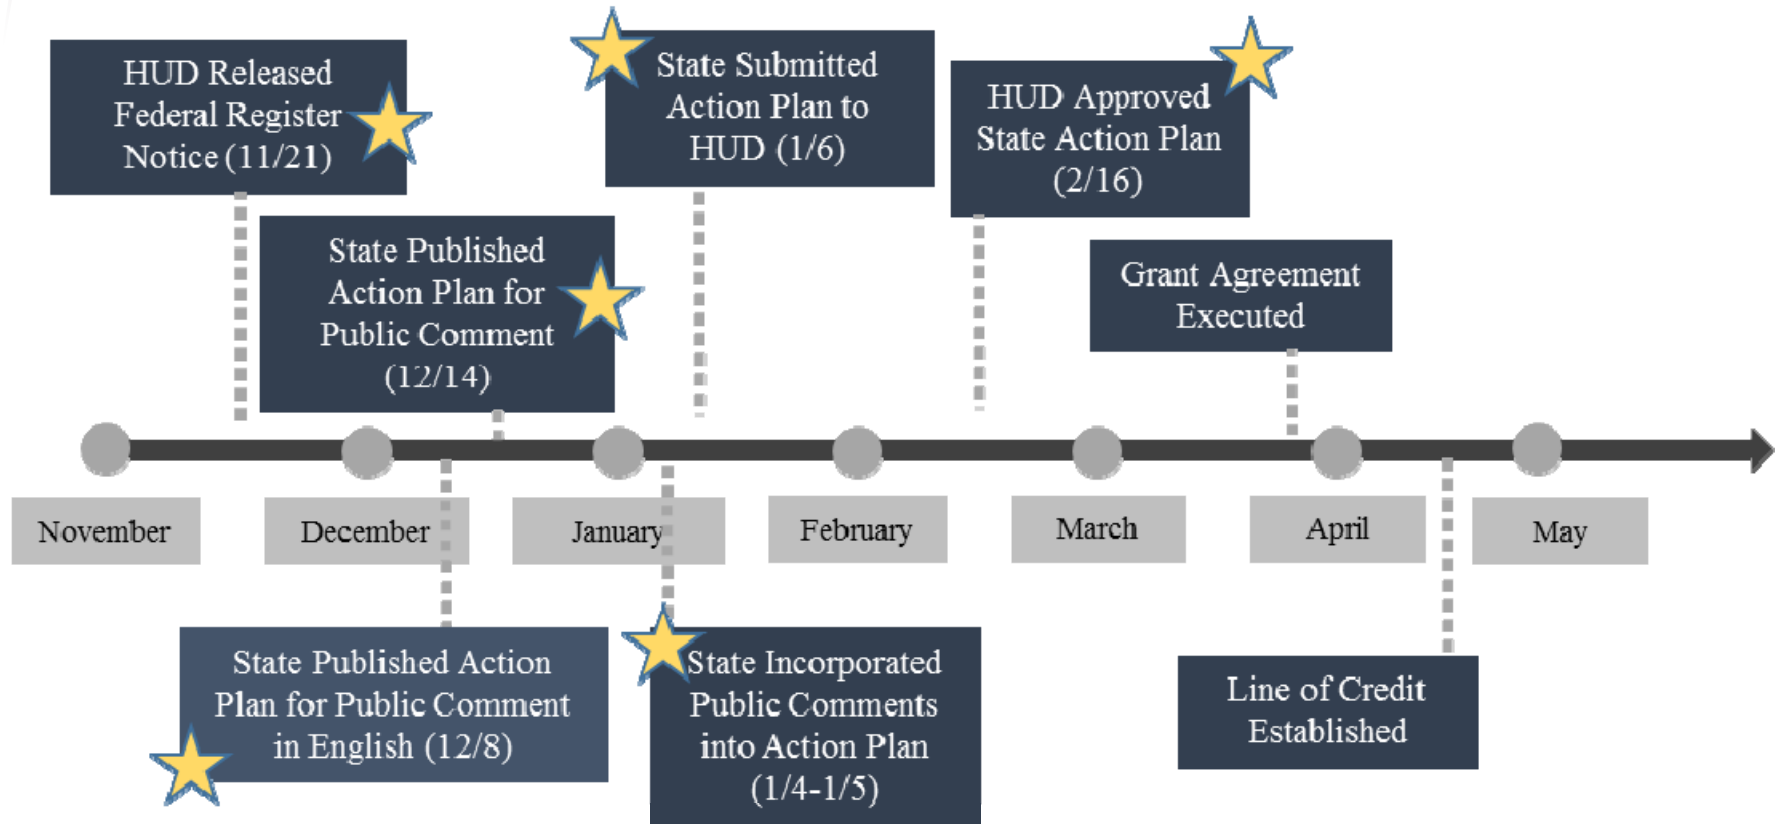 HUD Released
Federal Register
Notice (11/21)
State Published
Action Plan for
Public Comment
(12/14)
State Submitted
Action Plan to
HUD (1/6)
HUD Approved
State Action Plan
(2/16)
Grant Agreement
Executed
November
December
January
February
March
April
May
State Published Action
Plan for Public Comment
in English (12/8)
State Incorporated
Public Comments
into Action Plan
(1/4-1/5)
Line of Credit
Established